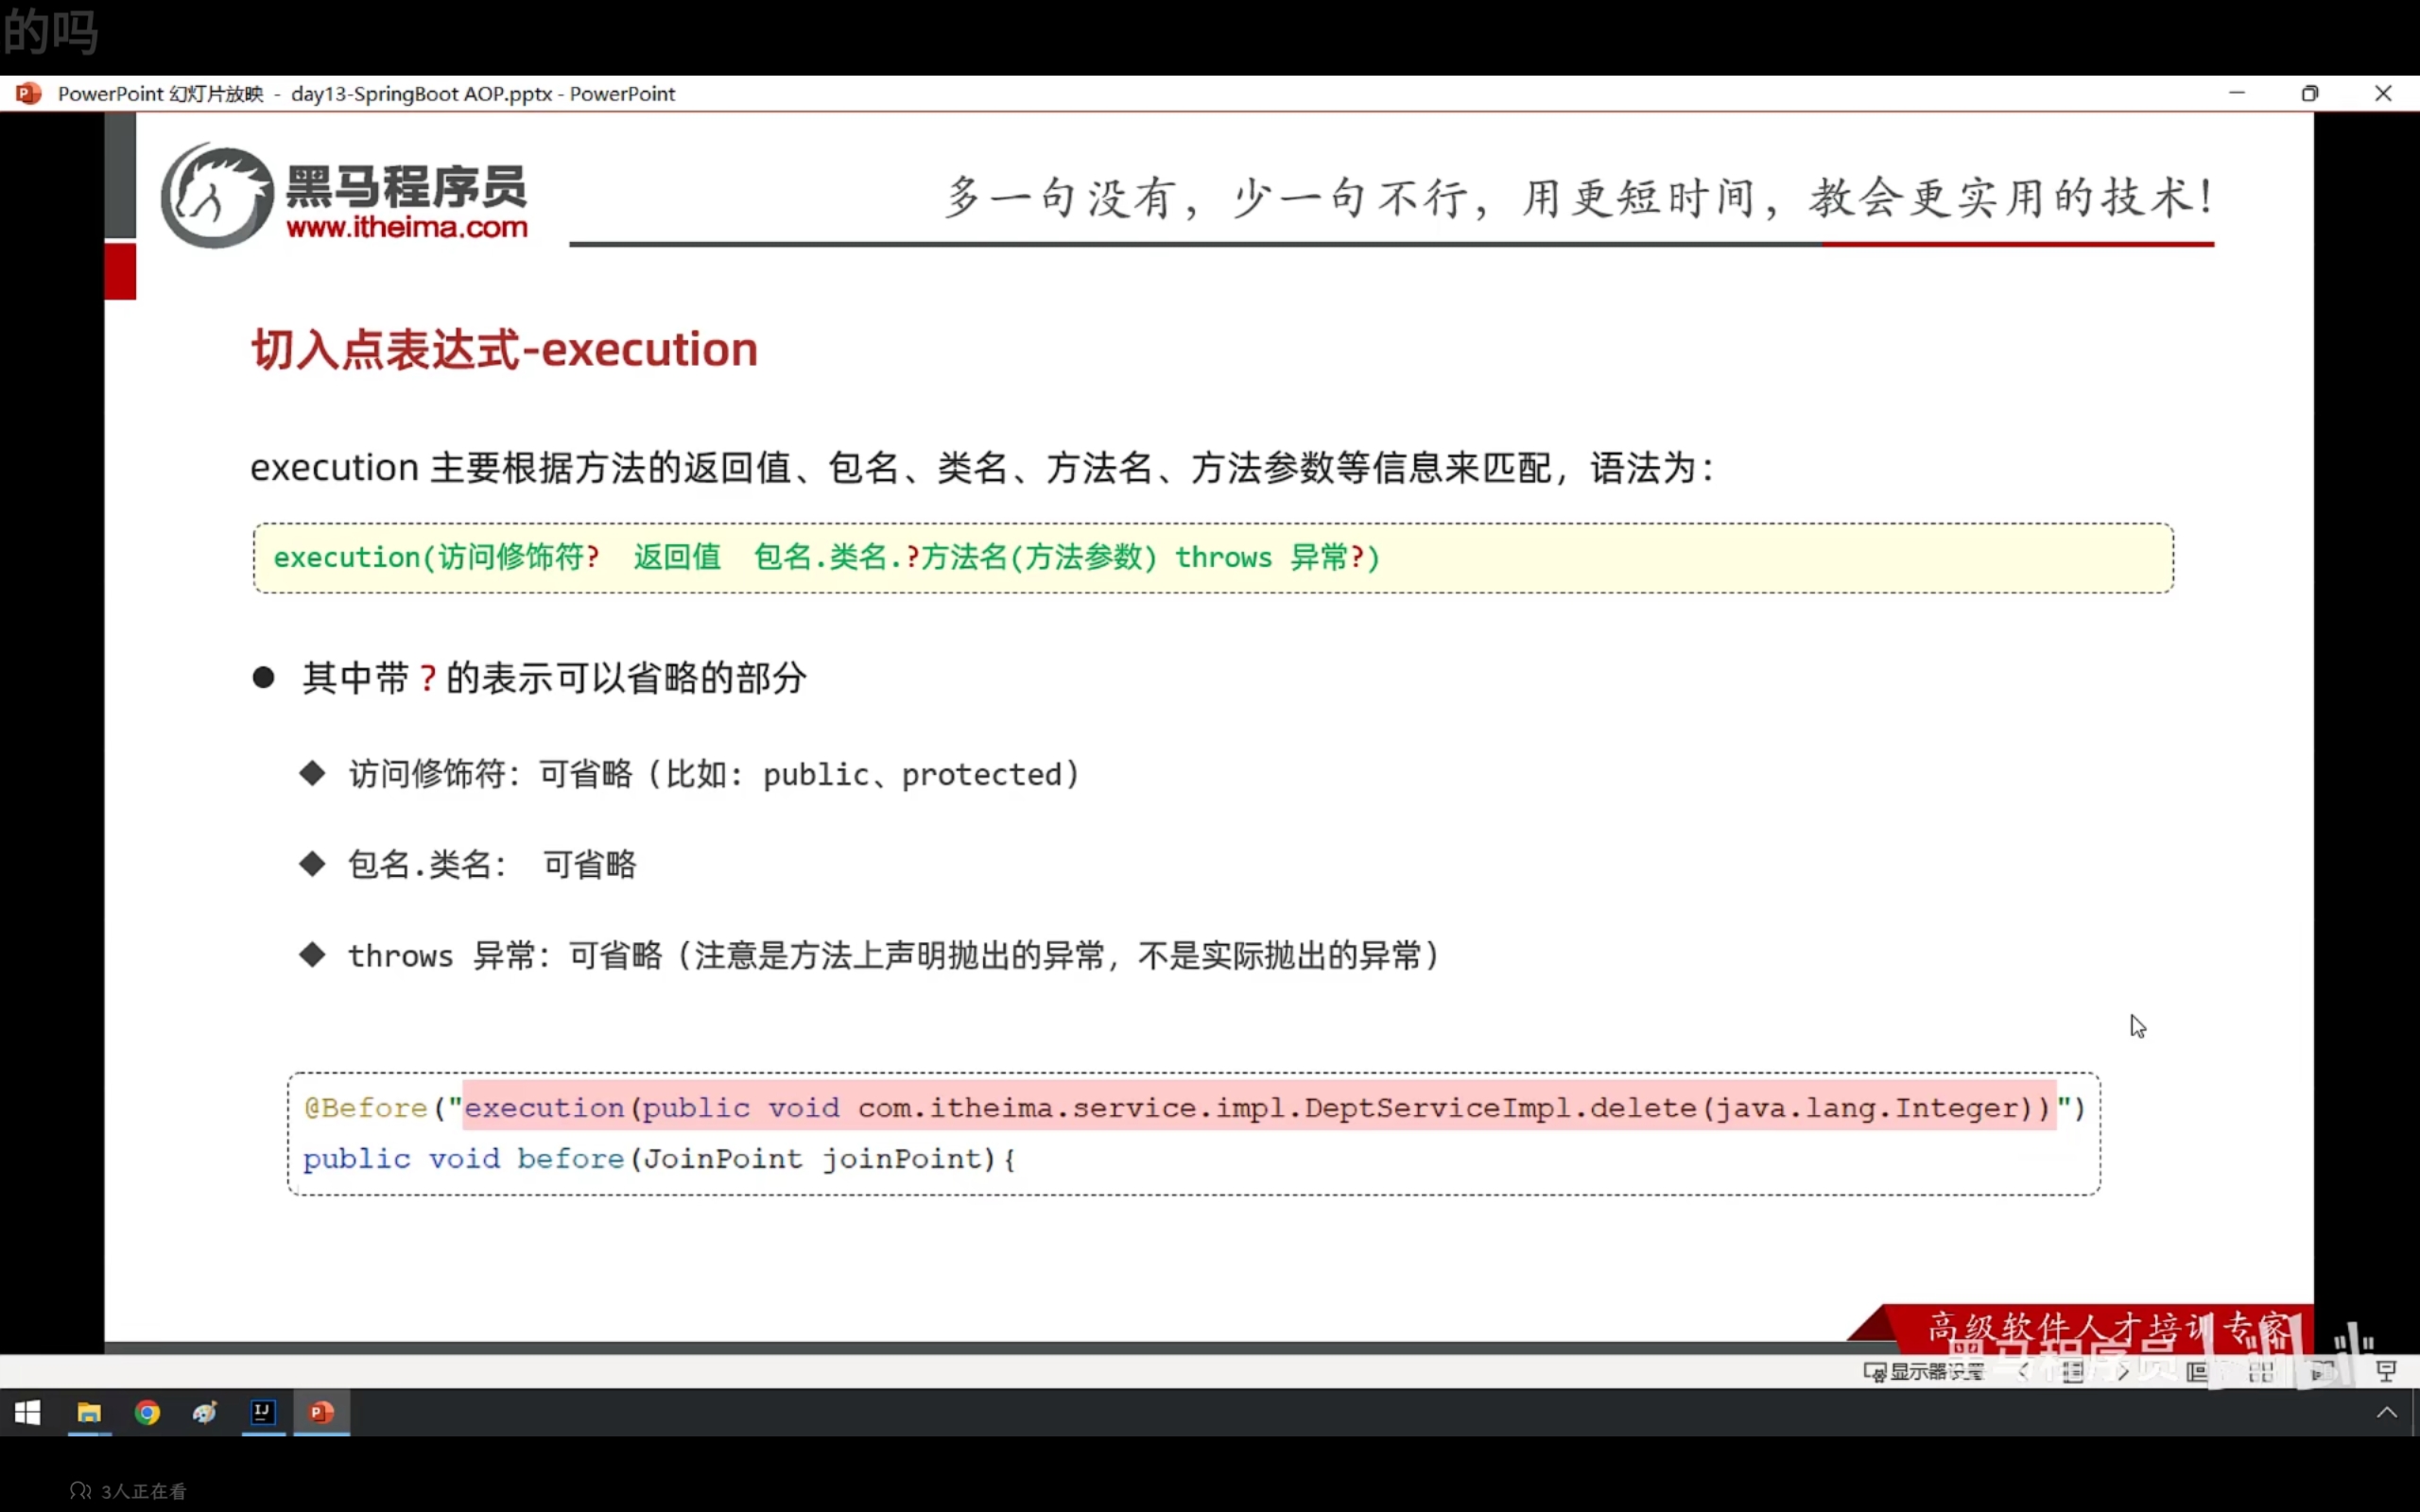 的吗
PowerPoint 幻灯片放映 - day13-SpringBoot AOP.pptx - PowerPoint
黑马程序员
www.itheima.com
多一句没有，少一句不行，用更短时间，教会更实用的技术！
切入点表达式-execution
execution 主要根据方法的返回值、包名、类名、方法名、方法参数等信息来匹配，语法为：
execution(访问修饰符? 返回值 包名.类名.?方法名(方法参数) throws 异常?)
● 其中带 ? 的表示可以省略的部分
◆ 访问修饰符：可省略（比如：public、protected）
◆ 包名.类名： 可省略
◆ throws 异常：可省略（注意是方法上声明抛出的异常，不是实际抛出的异常）
@Before("execution(public void com.itheima.service.impl.DeptServiceImpl.delete(java.lang.Integer))")
public void before(JoinPoint joinPoint){
高级软件人才培训专家
黑马程序员
显示器设置
3人正在看